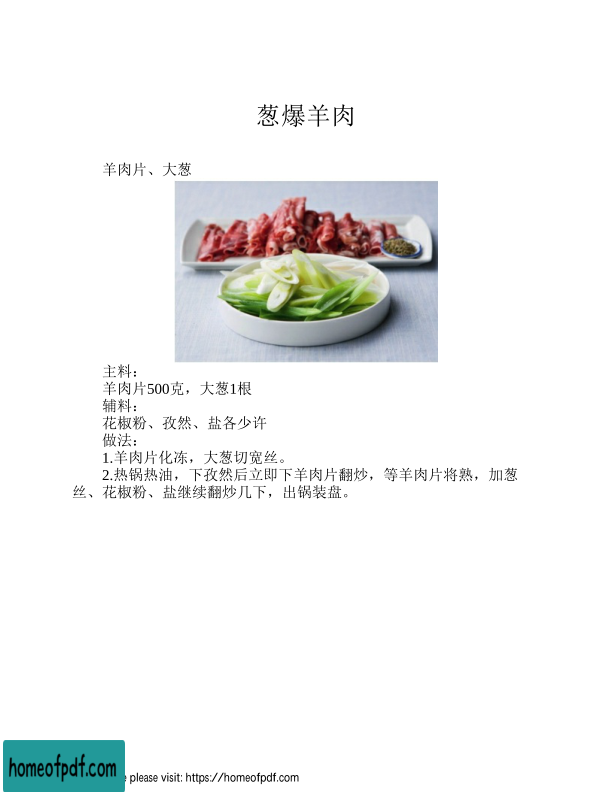 葱爆羊肉
羊肉片、大葱
主料：
羊肉片500克，大葱1根
辅料：
花椒粉、孜然、盐各少许
做法：
1.羊肉片化冻，大葱切宽丝。
2.热锅热油，下孜然后立即下羊肉片翻炒，等羊肉片将熟，加葱
丝、花椒粉、盐继续翻炒几下，出锅装盘。
homeofpdf.com
please visit: https://homeofpdf.com